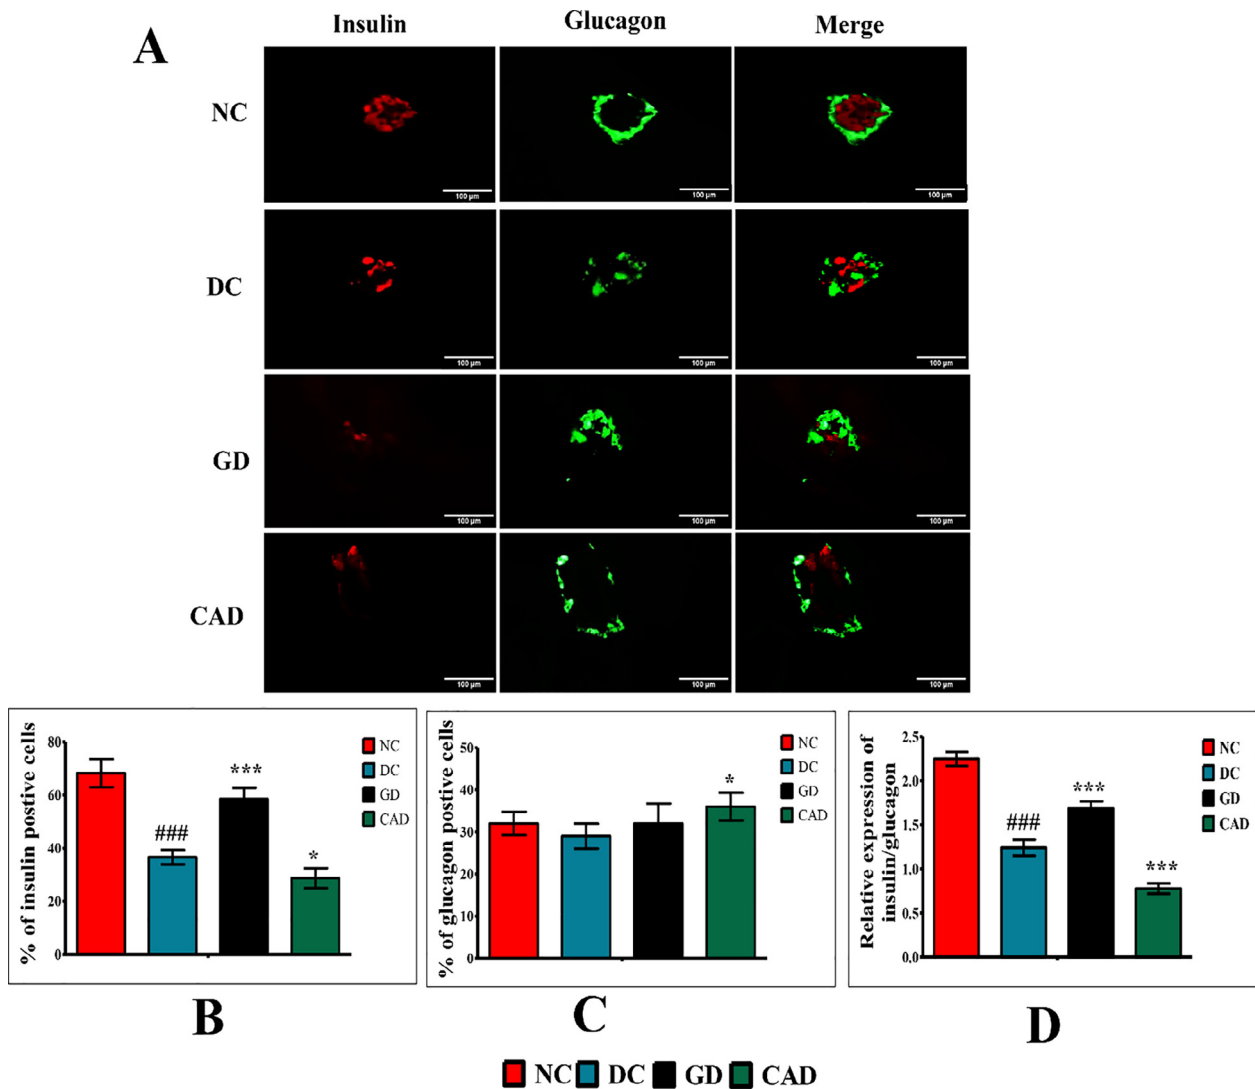 A
Insulin Glucagon Merge
NC
100 µm 100 µm 100 µm
DC
100 µm 100 µm 100 µm
GD
100 µm 100 µm 100 µm
CAD
100 µm 100 µm 100 µm
% of insulin postive cells
80
60
40
20
0
###
***
*
NC
DC
GD
CAD
B
% of glucagon postive cells
50
40
30
20
10
0
*
NC
DC
GD
CAD
C
Relative expression of
insulin/glucagon
2.5
2.0
1.5
1.0
0.5
0.0
###
***
***
NC
DC
GD
CAD
D
NC DC GD CAD